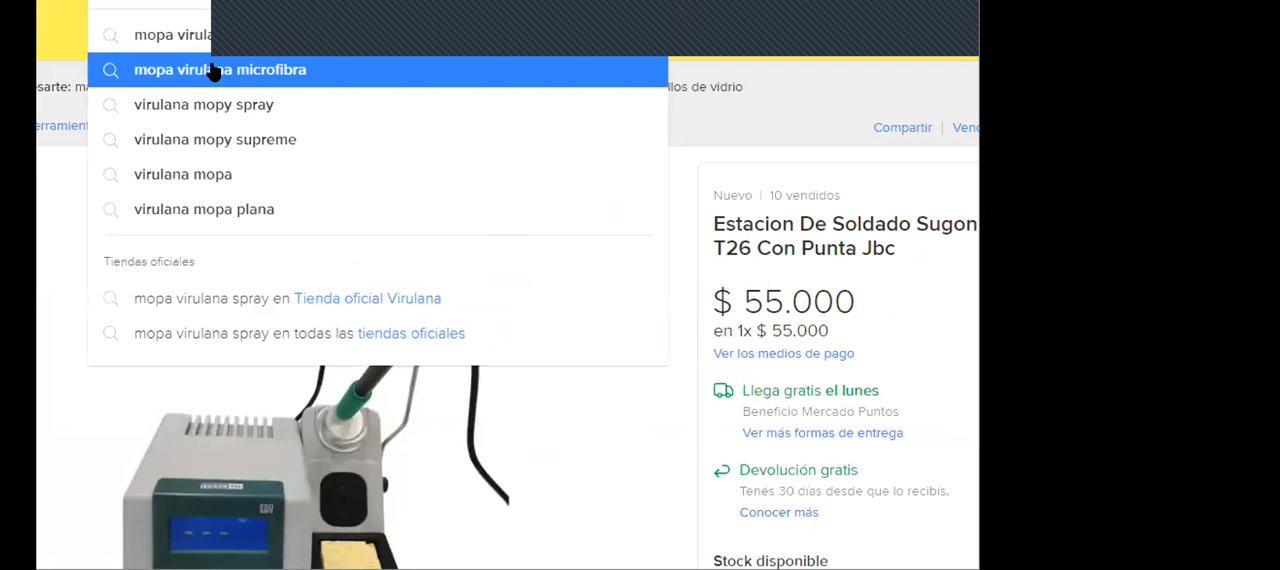 mopa virula
mopa virulana microfibra
esarte:
llos de vidrio
virulana mopy spray
erramient
Compartir | Venc
virulana mopy supreme
virulana mopa
virulana mopa plana
Tiendas oficiales
mopa virulana spray en Tienda oficial Virulana
mopa virulana spray en todas las tiendas oficiales
Nuevo | 10 vendidos
Estacion De Soldado Sugon
T26 Con Punta Jbc
$ 55.000
en 1x $ 55.000
Ver los medios de pago
Llega gratis el lunes
Beneficio Mercado Puntos
Ver más formas de entrega
Devolución gratis
Tenés 30 días desde que lo recibís.
Conocer más
Stock disponible